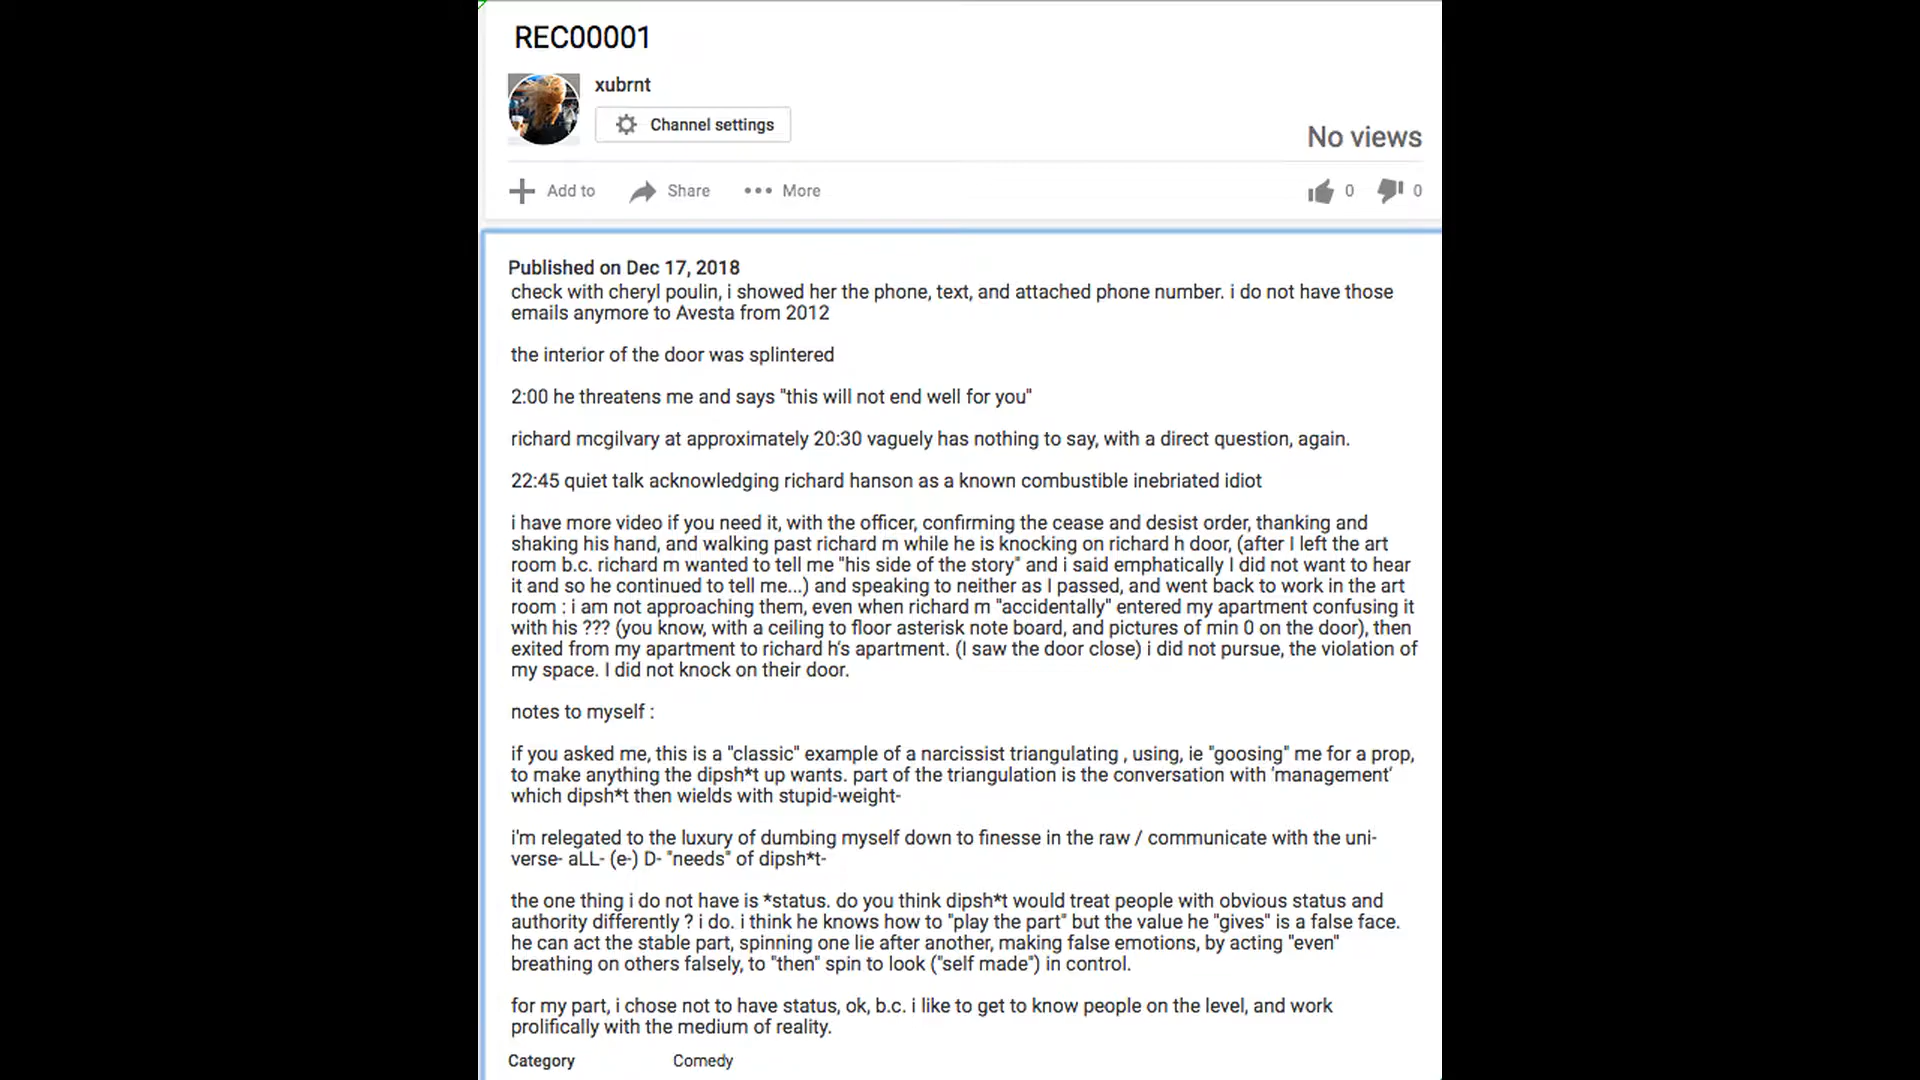 REC00001
xubrnt
Channel settings
No views
Add to
Share
More
0
0
Published on Dec 17, 2018
check with cheryl poulin, i showed her the phone, text, and attached phone number. i do not have those
emails anymore to Avesta from 2012
the interior of the door was splintered
2:00 he threatens me and says "this will not end well for you"
richard mcgilvary at approximately 20:30 vaguely has nothing to say, with a direct question, again.
22:45 quiet talk acknowledging richard hanson as a known combustible inebriated idiot
i have more video if you need it, with the officer, confirming the cease and desist order, thanking and
shaking his hand, and walking past richard m while he is knocking on richard h door, (after I left the art
room b.c. richard m wanted to tell me "his side of the story" and i said emphatically I did not want to hear
it and so he continued to tell me...) and speaking to neither as I passed, and went back to work in the art
room : i am not approaching them, even when richard m "accidentally" entered my apartment confusing it
with his ??? (you know, with a ceiling to floor asterisk note board, and pictures of min 0 on the door), then
exited from my apartment to richard h's apartment. (I saw the door close) i did not pursue, the violation of
my space. I did not knock on their door.
notes to myself :
if you asked me, this is a "classic" example of a narcissist triangulating , using, ie "goosing" me for a prop,
to make anything the dipsh*t up wants. part of the triangulation is the conversation with 'management'
which dipsh*t then wields with stupid-weight-
i'm relegated to the luxury of dumbing myself down to finesse in the raw / communicate with the uni-
verse- aLL- (e-) D- "needs" of dipsh*t-
the one thing i do not have is *status. do you think dipsh*t would treat people with obvious status and
authority differently ? i do. i think he knows how to "play the part" but the value he "gives" is a false face.
he can act the stable part, spinning one lie after another, making false emotions, by acting "even"
breathing on others falsely, to "then" spin to look ("self made") in control.
for my part, i chose not to have status, ok, b.c. i like to get to know people on the level, and work
prolifically with the medium of reality.
Category
Comedy